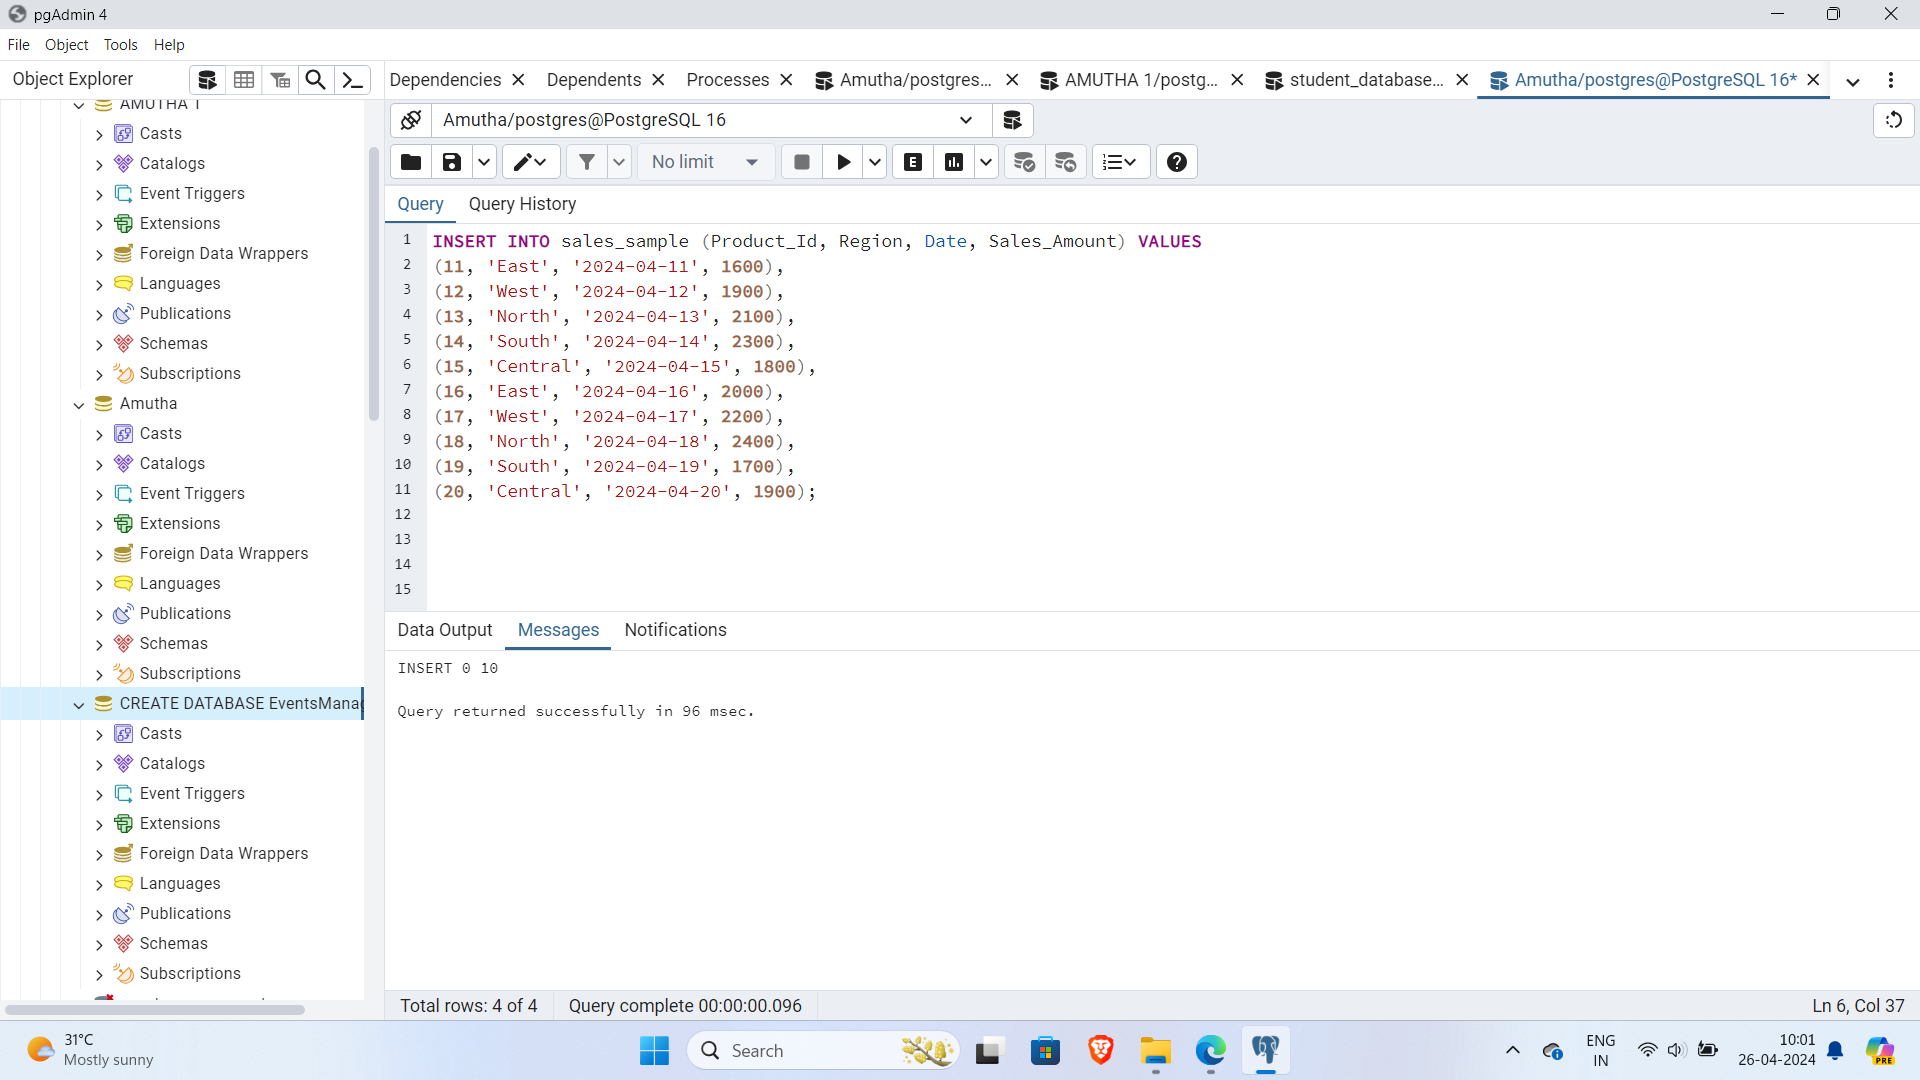 pgAdmin 4
File Object Tools Help
Object Explorer
Dependencies Dependents Processes Amutha/postgres... AMUTHA 1/postg... student_database... Amutha/postgres@PostgreSQL 16*
AMUTHA 1
Casts
Catalogs
Event Triggers
Extensions
Foreign Data Wrappers
Languages
Publications
Schemas
Subscriptions
Amutha
Casts
Catalogs
Event Triggers
Extensions
Foreign Data Wrappers
Languages
Publications
Schemas
Subscriptions
CREATE DATABASE EventsMana
Casts
Catalogs
Event Triggers
Extensions
Foreign Data Wrappers
Languages
Publications
Schemas
Subscriptions
Amutha/postgres@PostgreSQL 16
No limit
E
Query Query History
1 INSERT INTO sales_sample (Product_Id, Region, Date, Sales_Amount) VALUES
2 (11, 'East', '2024-04-11', 1600),
3 (12, 'West', '2024-04-12', 1900),
4 (13, 'North', '2024-04-13', 2100),
5 (14, 'South', '2024-04-14', 2300),
6 (15, 'Central', '2024-04-15', 1800),
7 (16, 'East', '2024-04-16', 2000),
8 (17, 'West', '2024-04-17', 2200),
9 (18, 'North', '2024-04-18', 2400),
10 (19, 'South', '2024-04-19', 1700),
11 (20, 'Central', '2024-04-20', 1900);
12
13
14
15
Data Output Messages Notifications
INSERT 0 10
Query returned successfully in 96 msec.
Total rows: 4 of 4 Query complete 00:00:00.096 Ln 6, Col 37
31°C
Mostly sunny
Search
ENG
IN
10:01
26-04-2024
PRE